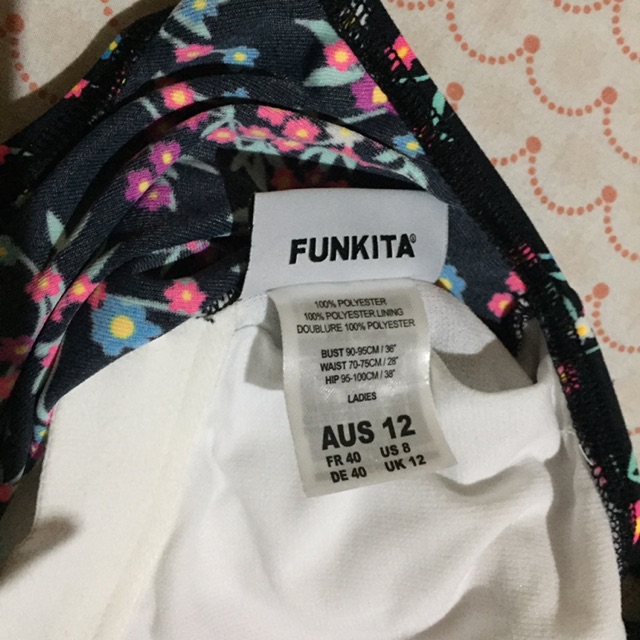 FUNKITA®
100% POLYESTER
100% POLYESTER LINING
DOUBLURE 100% POLYESTER
BUST 90-95CM / 36"
WAIST 70-75CM / 28"
HIP 95-100CM / 38"
LADIES
AUS 12
FR 40 US 8
DE 40 UK 12